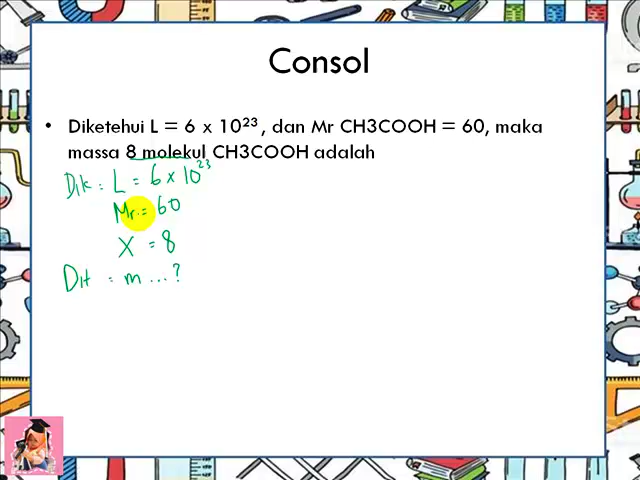 Consol
• Diketehui L = 6 x 10²³, dan Mr CH3COOH = 60, maka
massa 8 molekul CH3COOH adalah
Dik : L = 6 x 10²³
Mr = 60
X = 8
Dit : m ... ?